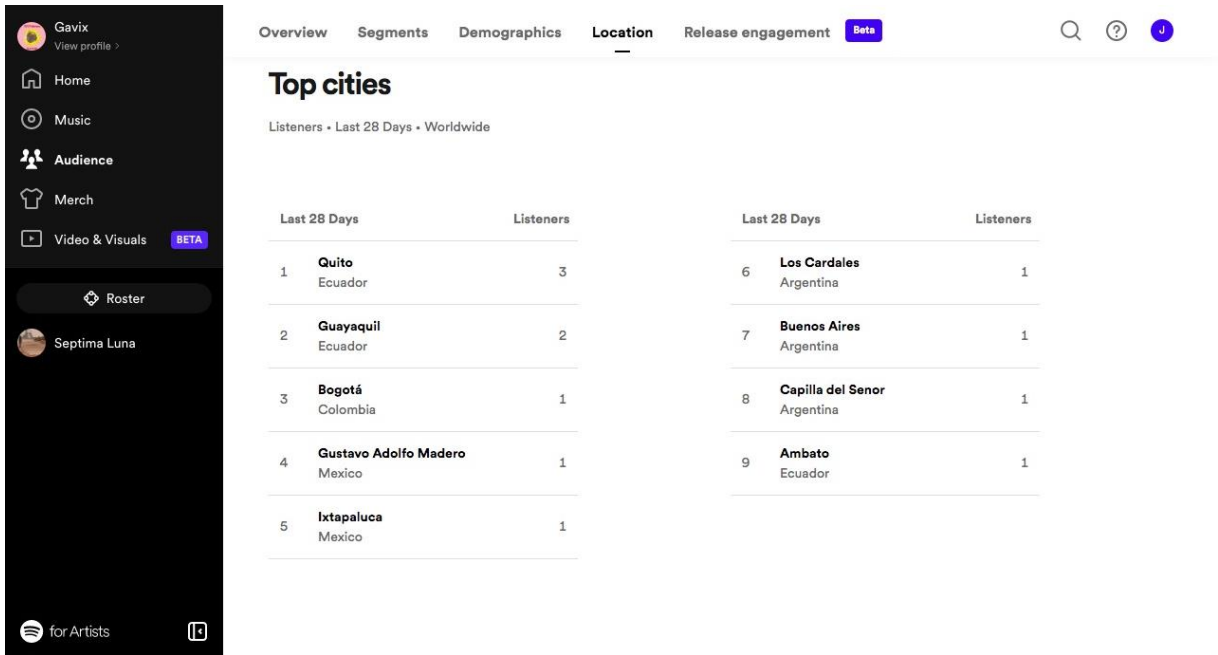 Gavix
View profile >
Home
Music
Audience
Merch
Video & Visuals BETA
Roster
Septima Luna
for Artists
Overview Segments Demographics Location Release engagement Beta
J
Top cities
Listeners • Last 28 Days • Worldwide
Last 28 Days Listeners
1 Quito 3
Ecuador
2 Guayaquil 2
Ecuador
3 Bogotá 1
Colombia
4 Gustavo Adolfo Madero 1
Mexico
5 Ixtapaluca 1
Mexico
Last 28 Days Listeners
6 Los Cardales 1
Argentina
7 Buenos Aires 1
Argentina
8 Capilla del Senor 1
Argentina
9 Ambato 1
Ecuador